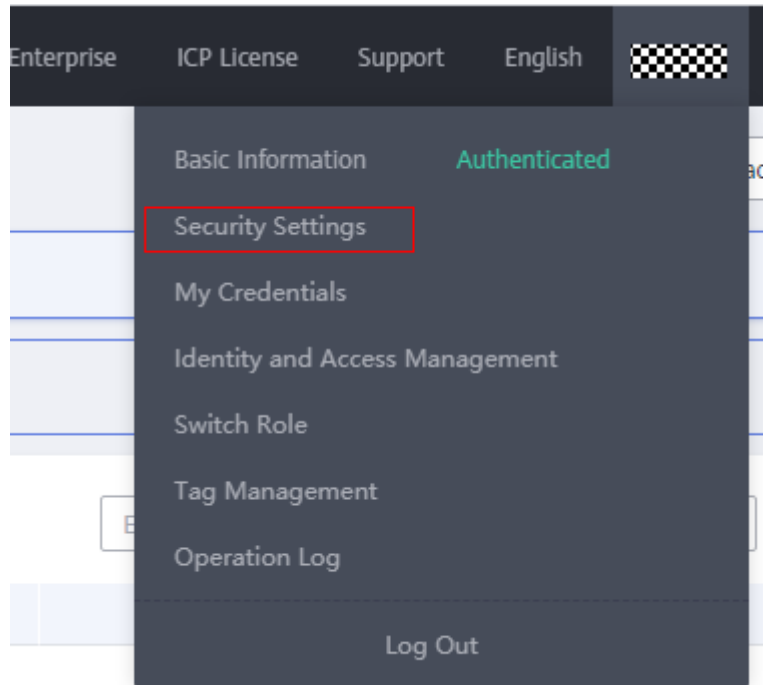 Enterprise ICP License Support English
Basic Information Authenticated
Security Settings
My Credentials
Identity and Access Management
Switch Role
Tag Management
Operation Log
Log Out